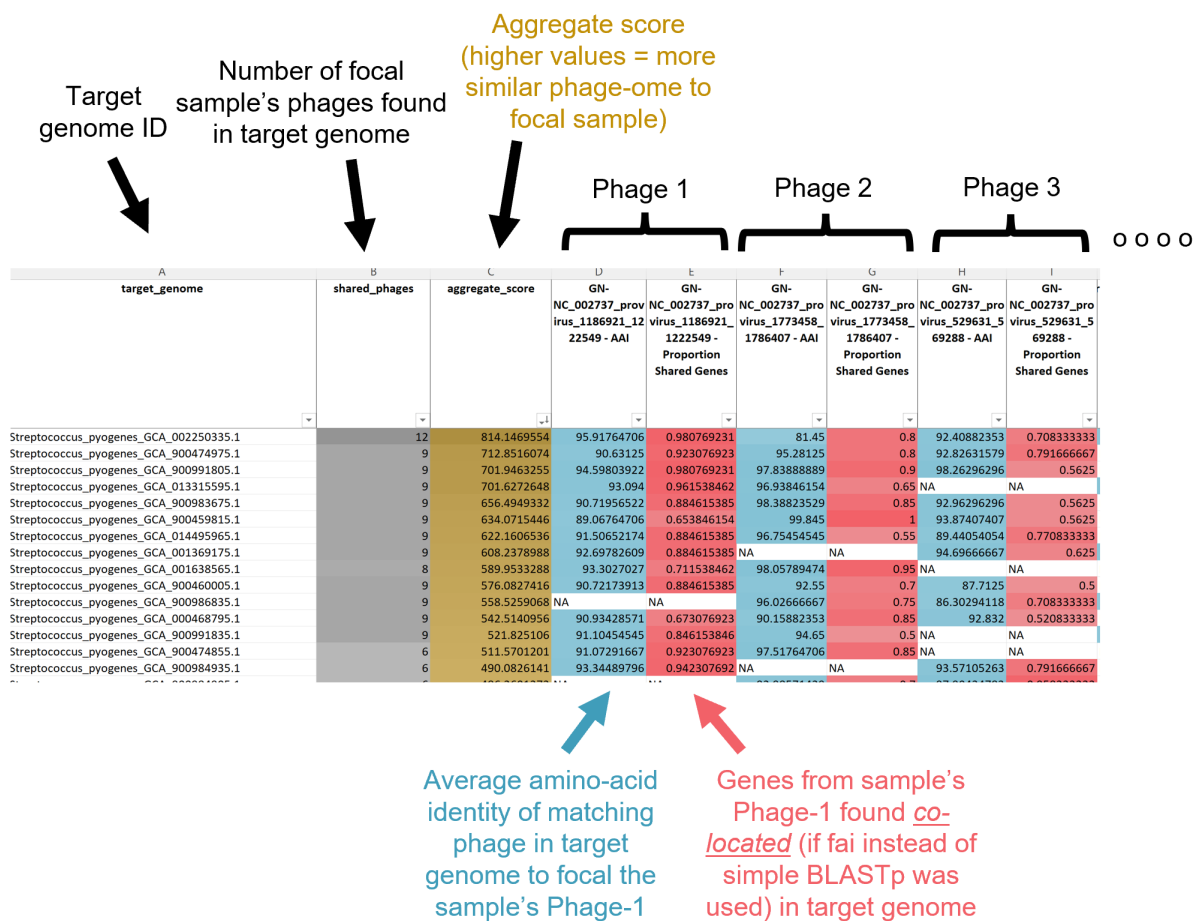 Target
genome ID
Number of focal
sample's phages found
in target genome
Aggregate score
(higher values = more
similar phage-ome to
focal sample)
Phage 1
Phage 2
Phage 3
o o o o
A B C D E F G H I
target_genome
shared_phages
aggregate_score
GN-
NC_002737_prov
irus_1186921_12
22549 - AAI
GN-
NC_002737_pro
virus_1186921_
1222549 -
Proportion
Shared Genes
GN-
NC_002737_pro
virus_1773458_
1786407 - AAI
GN-
NC_002737_pro
virus_1773458_
1786407 -
Proportion
Shared Genes
GN-
NC_002737_pro
virus_529631_5
69288 - AAI
GN-
NC_002737_pro
virus_529631_5
69288 -
Proportion
Shared Genes
Streptococcus_pyogenes_GCA_002250335.1 12 814.1469554 95.91764706 0.980769231 81.45 0.8 92.40882353 0.708333333
Streptococcus_pyogenes_GCA_900474975.1 9 712.8516074 90.63125 0.923076923 95.28125 0.8 92.82631579 0.791666667
Streptococcus_pyogenes_GCA_900991805.1 9 701.9463255 94.59803922 0.980769231 97.83888889 0.9 98.26296296 0.5625
Streptococcus_pyogenes_GCA_013315595.1 9 701.6272648 93.094 0.961538462 96.93846154 0.65 NA NA
Streptococcus_pyogenes_GCA_900983675.1 9 656.4949332 90.71956522 0.884615385 98.38823529 0.85 92.96296296 0.5625
Streptococcus_pyogenes_GCA_900459815.1 9 634.0715446 89.06764706 0.653846154 99.845 1 93.87407407 0.5625
Streptococcus_pyogenes_GCA_014495965.1 9 622.1606536 91.50652174 0.884615385 96.75454545 0.55 89.44054054 0.770833333
Streptococcus_pyogenes_GCA_001369175.1 9 608.2378988 92.69782609 0.884615385 NA NA 94.69666667 0.625
Streptococcus_pyogenes_GCA_001638565.1 8 589.9533288 93.3027027 0.711538462 98.05789474 0.95 NA NA
Streptococcus_pyogenes_GCA_900460005.1 9 576.0827416 90.72173913 0.884615385 92.55 0.7 87.7125 0.5
Streptococcus_pyogenes_GCA_900986835.1 9 558.5259068 NA NA 96.02666667 0.75 86.30294118 0.708333333
Streptococcus_pyogenes_GCA_000468795.1 9 542.5140956 90.93428571 0.673076923 90.15882353 0.85 92.832 0.520833333
Streptococcus_pyogenes_GCA_900991835.1 9 521.825106 91.10454545 0.846153846 94.65 0.5 NA NA
Streptococcus_pyogenes_GCA_900474855.1 6 511.5701201 91.07291667 0.923076923 97.51764706 0.85 NA NA
Streptococcus_pyogenes_GCA_900984935.1 6 490.0826141 93.34489796 0.942307692 NA NA 93.57105263 0.791666667
Average amino-acid
identity of matching
phage in target
genome to focal the
sample's Phage-1
Genes from sample's
Phage-1 found co-
located (if fai instead of
simple BLASTp was
used) in target genome